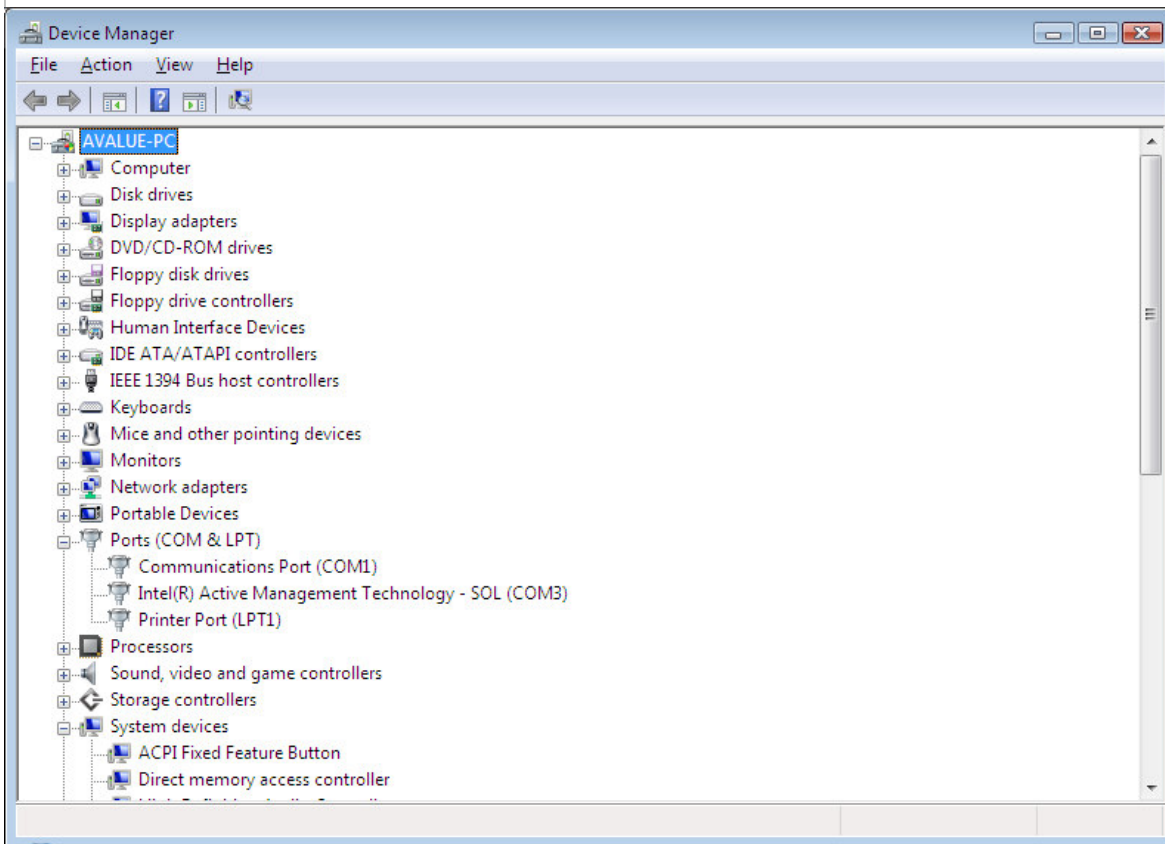 Device Manager
File Action View Help
AVALUE-PC
Computer
Disk drives
Display adapters
DVD/CD-ROM drives
Floppy disk drives
Floppy drive controllers
Human Interface Devices
IDE ATA/ATAPI controllers
IEEE 1394 Bus host controllers
Keyboards
Mice and other pointing devices
Monitors
Network adapters
Portable Devices
Ports (COM & LPT)
Communications Port (COM1)
Intel(R) Active Management Technology - SOL (COM3)
Printer Port (LPT1)
Processors
Sound, video and game controllers
Storage controllers
System devices
ACPI Fixed Feature Button
Direct memory access controller